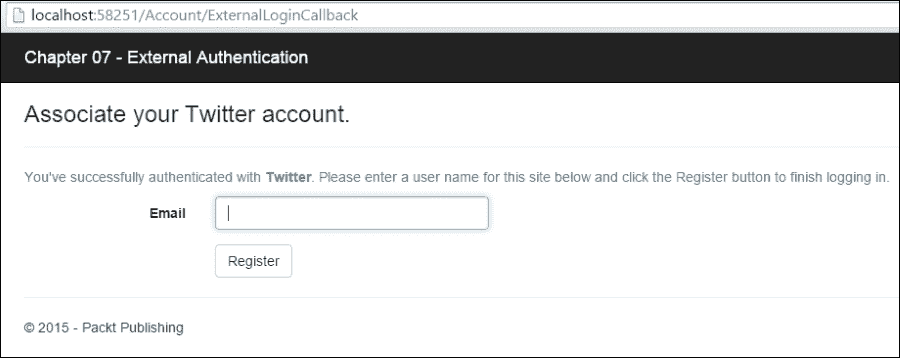 localhost:58251/Account/ExternalLoginCallback
Chapter 07 - External Authentication
Associate your Twitter account.
You've successfully authenticated with Twitter. Please enter a user name for this site below and click the Register button to finish logging in.
Email
Register
© 2015 - Packt Publishing